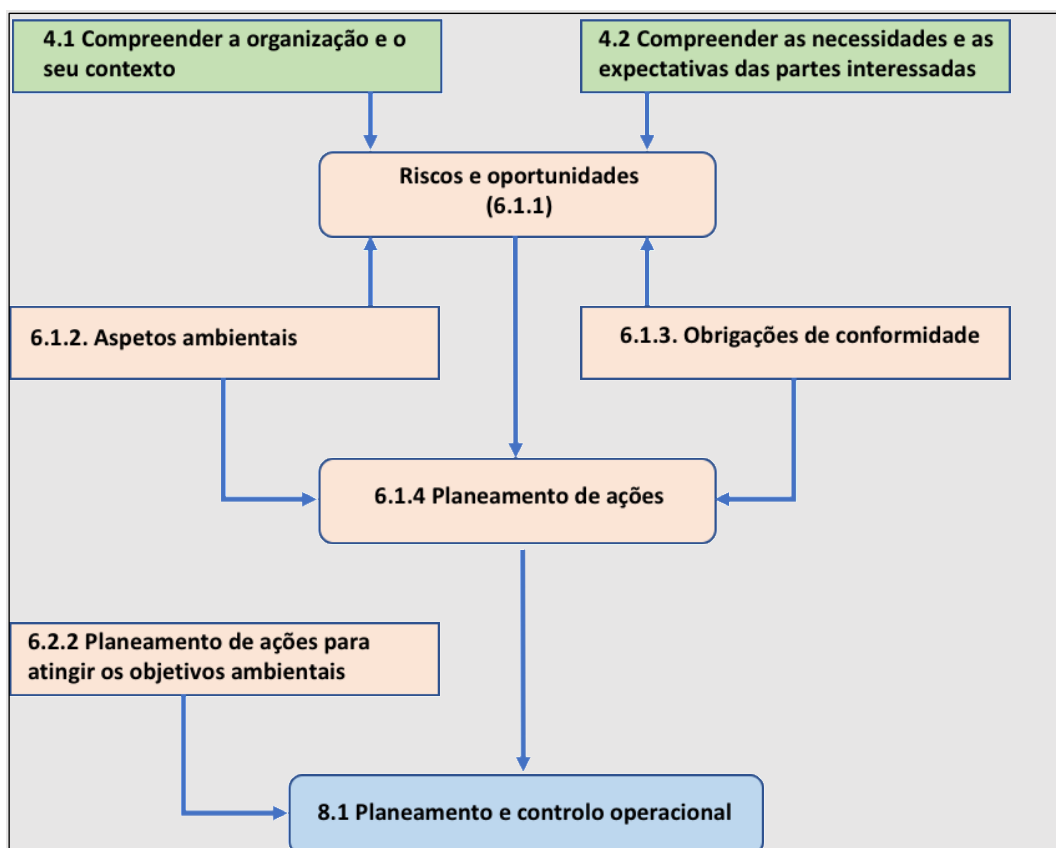 4.1 Compreender a organização e o
seu contexto
4.2 Compreender as necessidades e as
expectativas das partes interessadas
Riscos e oportunidades
(6.1.1)
6.1.2. Aspetos ambientais
6.1.3. Obrigações de conformidade
6.1.4 Planeamento de ações
6.2.2 Planeamento de ações para
atingir os objetivos ambientais
8.1 Planeamento e controlo operacional